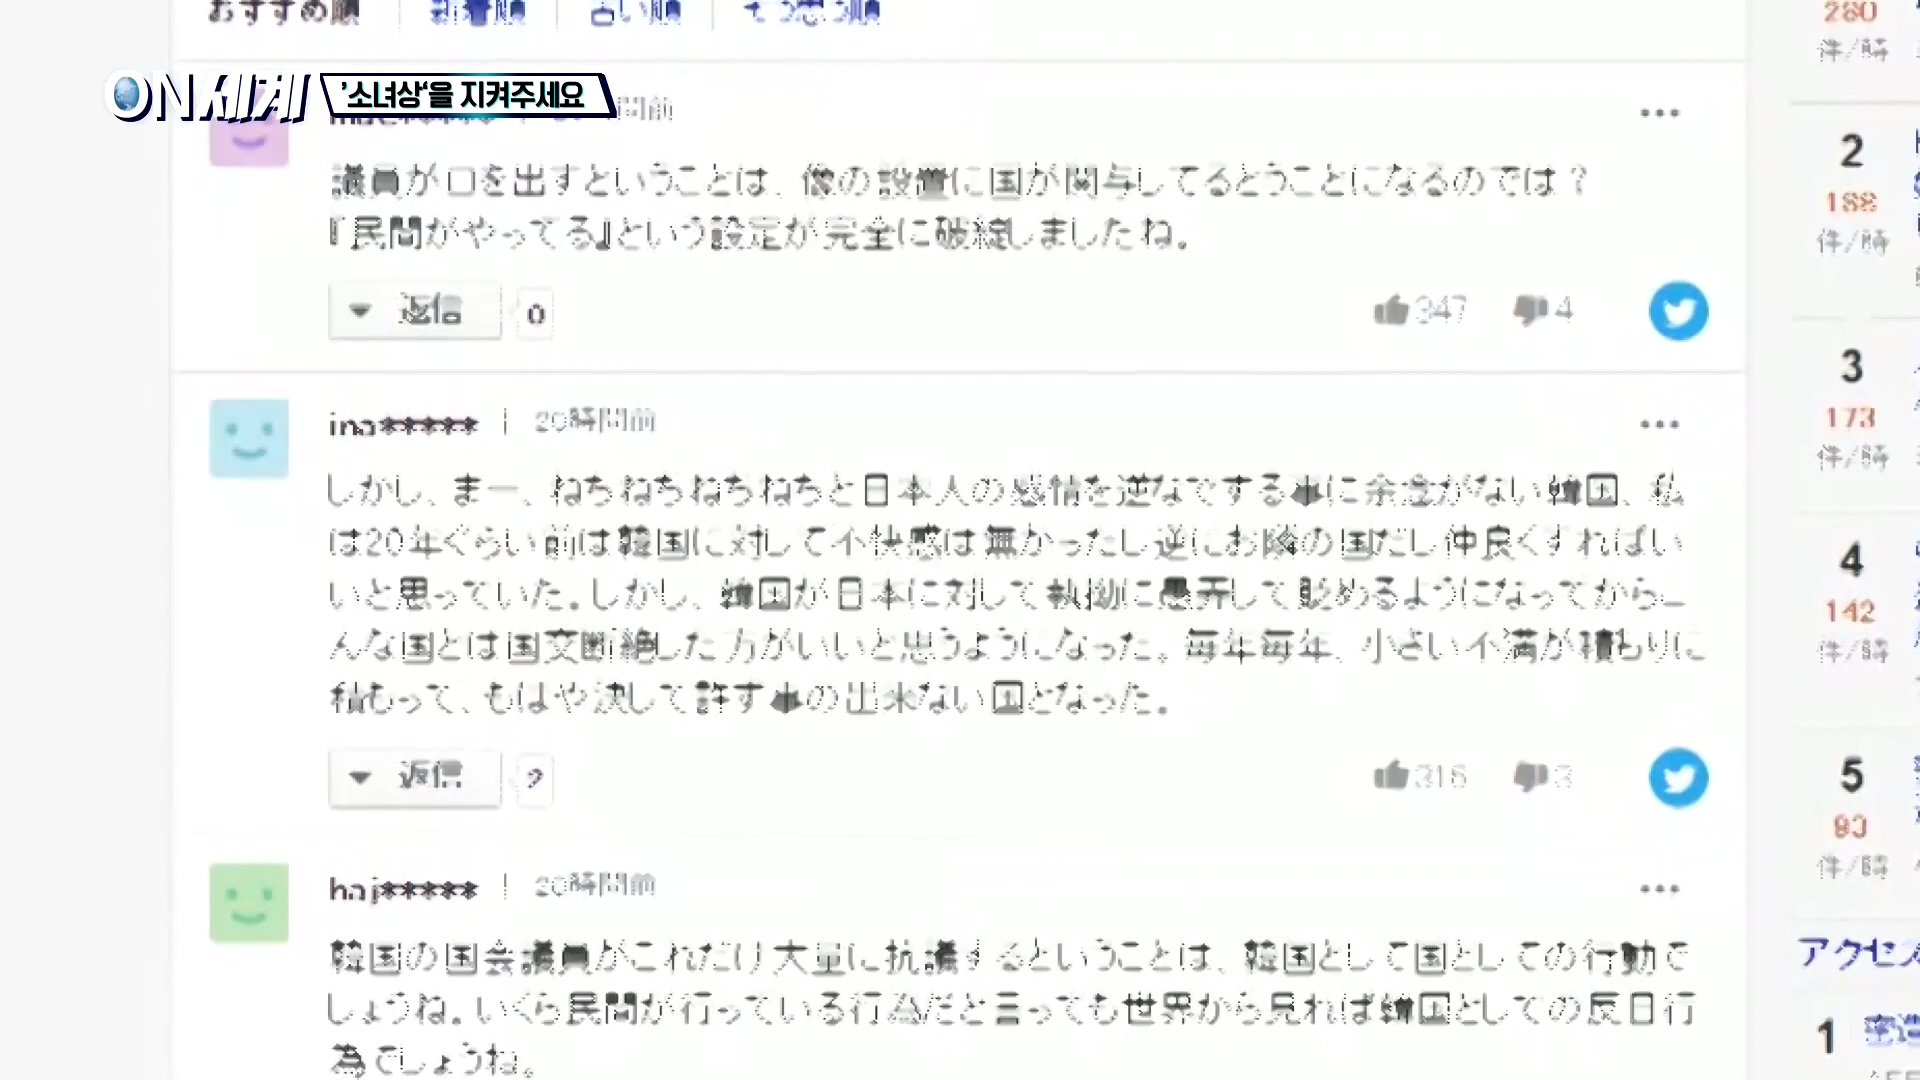 おすすめ順 新着順 古い順 そう思う順
280
件/時
ON세계 '소녀상'을 지켜주세요
間前
議員が口を出すということは、像の設置に国が関与してるとうことになるのでは？
『民間がやってる』という設定が完全に破綻しましたね。
返信 0
347 4
ina***** 20時間前
しかし、まー、ねちねちねちねちと日本人の感情を逆なでする事に余念がない韓国、私
は20年ぐらい前は韓国に対して不快感は無かったし逆にお隣の国だし仲良くすればい
いと思っていた。しかし、韓国が日本に対して執拗に愚弄して貶めるようになってからこ
んな国とは国交断絶した方がいいと思うようになった。毎年毎年、小さい不満が積もりに
積もって、もはや決して許す事の出来ない国となった。
返信 2
316 3
haj***** 20時間前
韓国の国会議員がこれだけ大量に抗議するということは、韓国として国としての行動で
しょうね。いくら民間が行っている行為だと言っても世界から見れば韓国としての反日行
為でしょうね。
2
188
件/時
3
173
件/時
4
142
件/時
5
93
件/時
アクセス
1